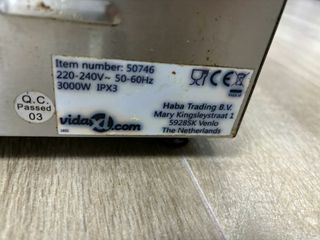 Item number: 50746
220-240V~ 50-60Hz
3000W IPX3
Q.C.
Passed
03
vidaXL.com
Haba Trading B.V.
Mary Kingsleystraat 1
5928SK Venlo
The Netherlands